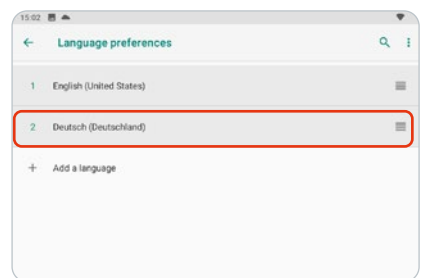 15:02
Language preferences
1 English (United States)
2 Deutsch (Deutschland)
+ Add a language